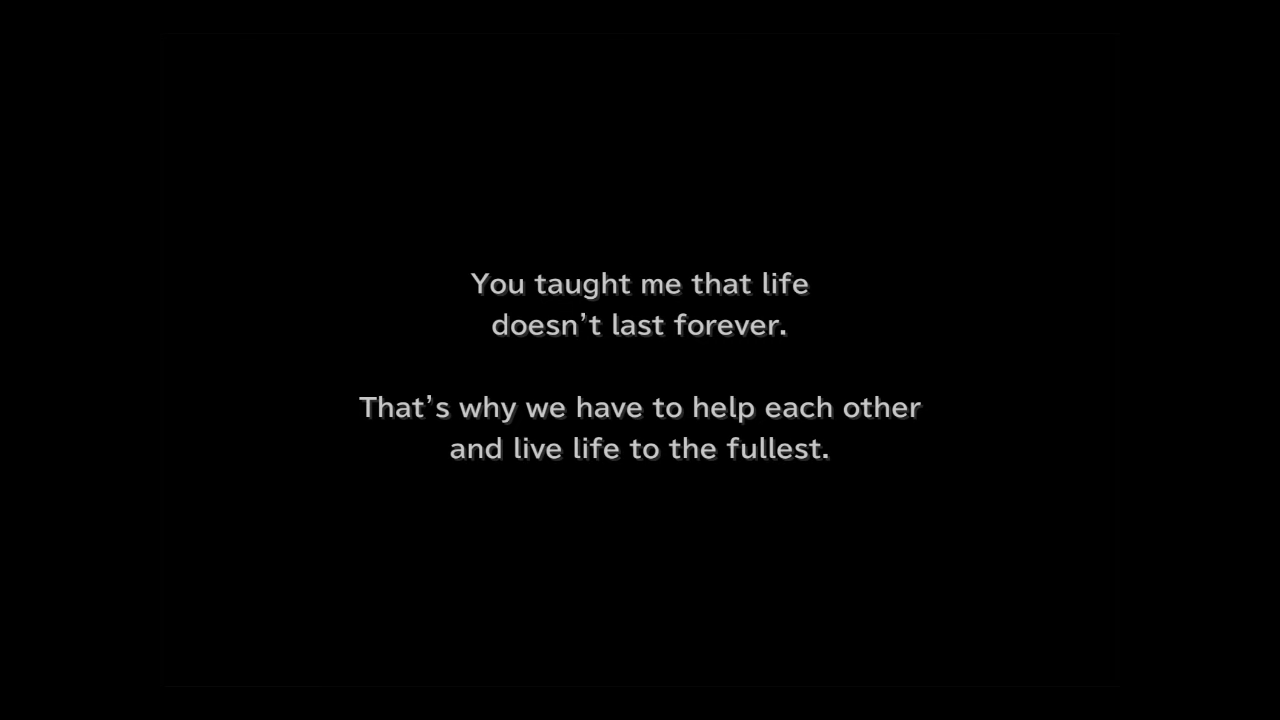 You taught me that life
doesn’t last forever.
That’s why we have to help each other
and live life to the fullest.